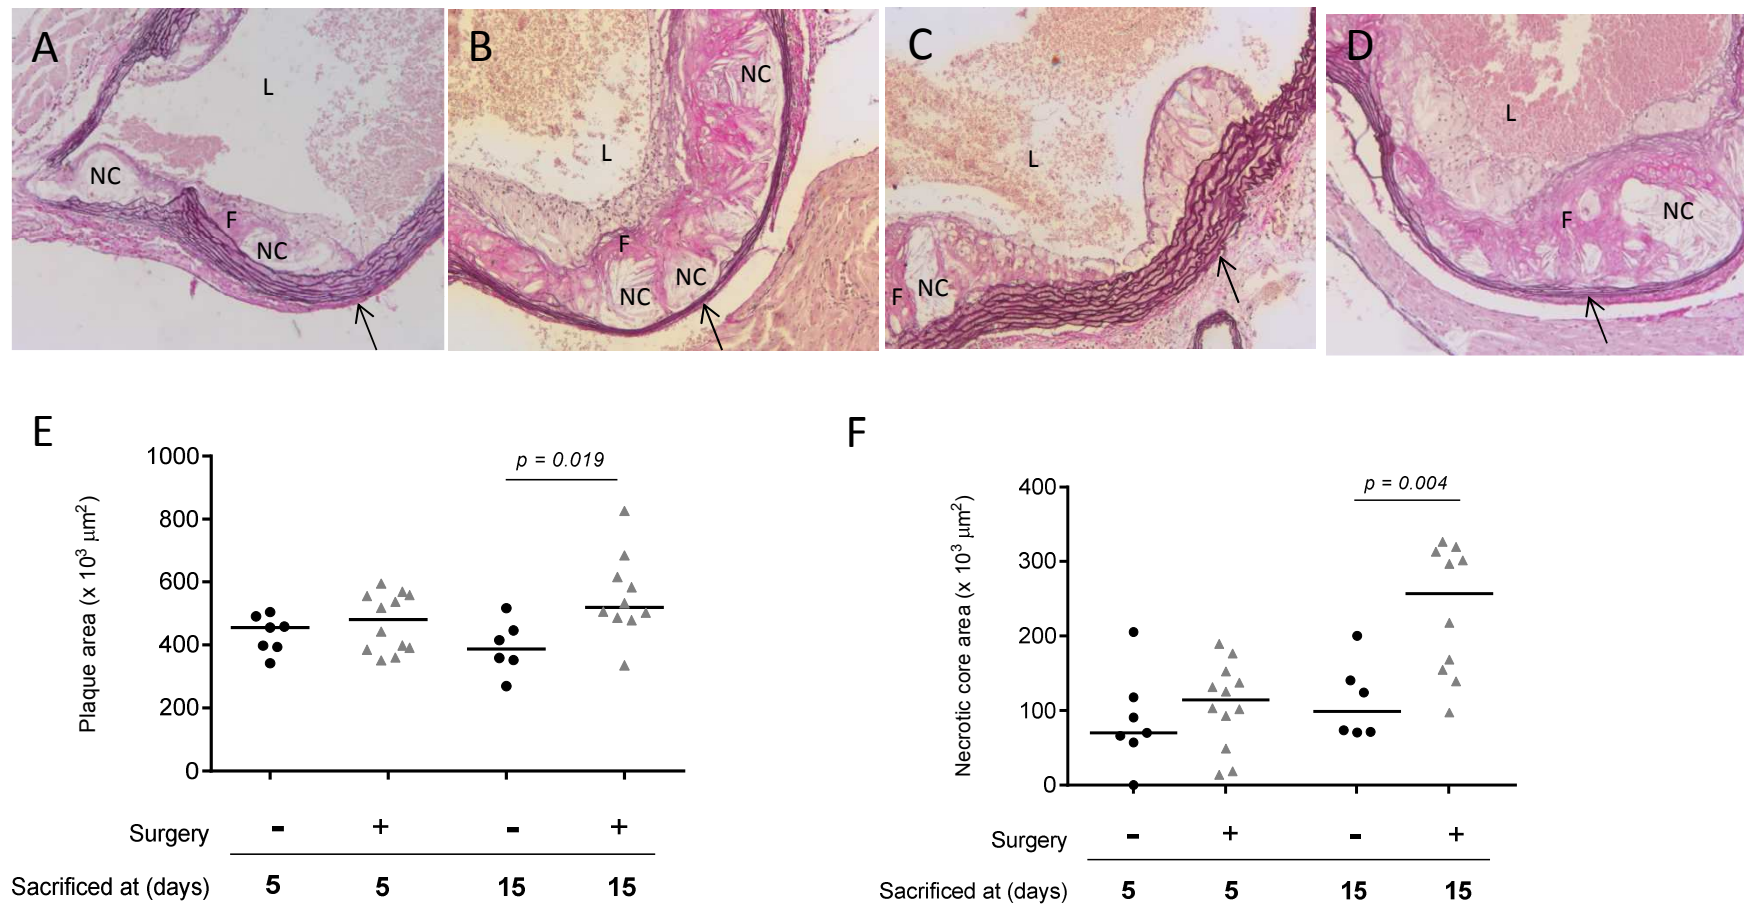 A
L
NC
F
NC
B
NC
L
F
NC
NC
C
L
NC
F
D
L
F
NC
E
Plaque area (x 10³ µm²)
1000
800
600
400
200
0
p = 0.019
Surgery
- + - +
Sacrificed at (days)
5 5 15 15
F
Necrotic core area (x 10³ µm²)
400
300
200
100
0
p = 0.004
Surgery
- + - +
Sacrificed at (days)
5 5 15 15